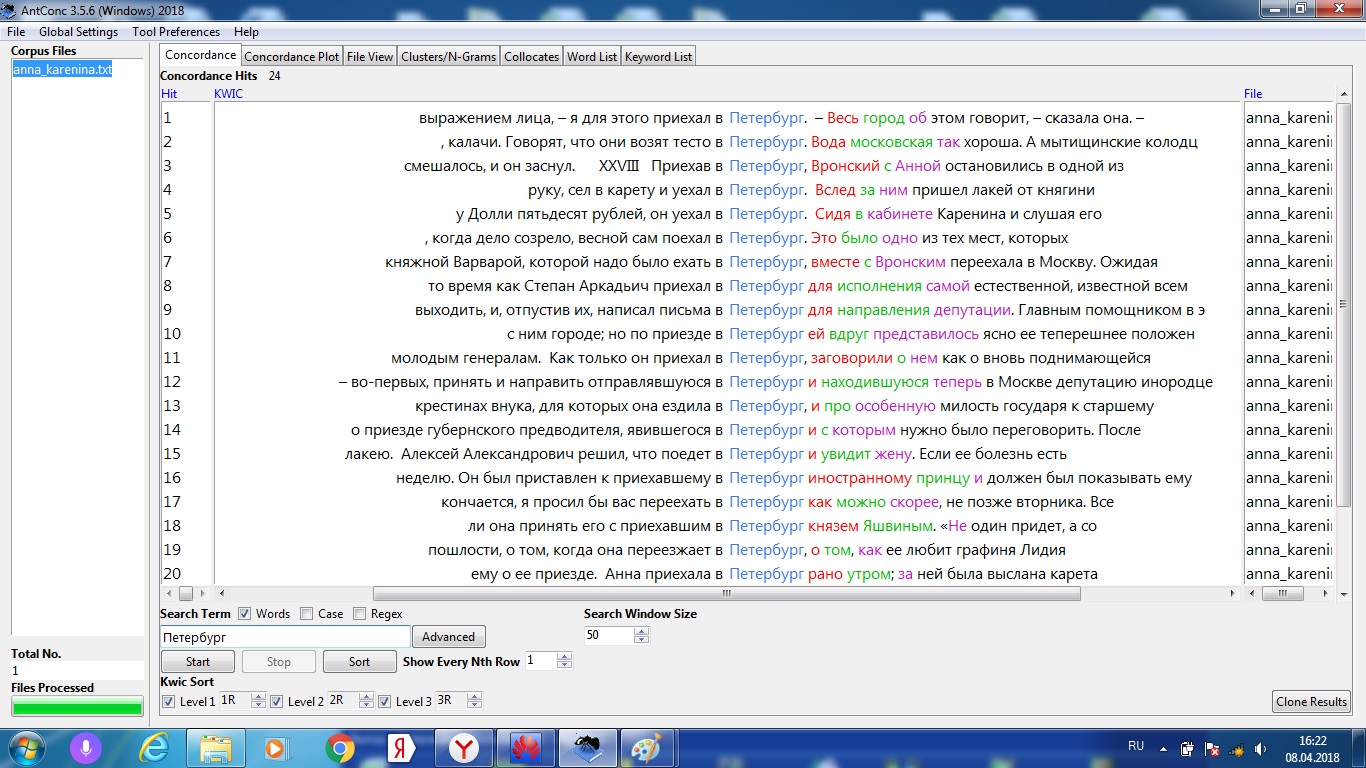 AntConc 3.5.6 (Windows) 2018
File Global Settings Tool Preferences Help
Corpus Files
anna_karenina.txt
Concordance Concordance Plot File View Clusters/N-Grams Collocates Word List Keyword List
Concordance Hits 24
Hit KWIC File
1 выражением лица, – я для этого приехал в Петербург. – Весь город об этом говорит, – сказала она. – anna_karenin
2 , калачи. Говорят, что они возят тесто в Петербург. Вода московская так хороша. А мытищинские колодц anna_karenin
3 смешалось, и он заснул. XXVIII Приехав в Петербург, Вронский с Анной остановились в одной из anna_karenin
4 руку, сел в карету и уехал в Петербург. Вслед за ним пришел лакей от княгини anna_karenin
5 у Долли пятьдесят рублей, он уехал в Петербург. Сидя в кабинете Каренина и слушая его anna_karenin
6 , когда дело созрело, весной сам поехал в Петербург. Это было одно из тех мест, которых anna_karenin
7 княжной Варварой, которой надо было ехать в Петербург, вместе с Вронским переехала в Москву. Ожидая anna_karenin
8 то время как Степан Аркадьич приехал в Петербург для исполнения самой естественной, известной всем anna_karenin
9 выходить, и, отпустив их, написал письма в Петербург для направления депутации. Главным помощником в э anna_karenin
10 с ним городе; но по приезде в Петербург ей вдруг представилось ясно ее теперешнее положен anna_karenin
11 молодым генералам. Как только он приехал в Петербург, заговорили о нем как о вновь поднимающейся anna_karenin
12 – во-первых, принять и направить отправлявшуюся в Петербург и находившуюся теперь в Москве депутацию инородце anna_karenin
13 крестинах внука, для которых она ездила в Петербург, и про особенную милость государя к старшему anna_karenin
14 о приезде губернского предводителя, явившегося в Петербург и с которым нужно было переговорить. После anna_karenin
15 лакею. Алексей Александрович решил, что поедет в Петербург и увидит жену. Если ее болезнь есть anna_karenin
16 неделю. Он был приставлен к приехавшему в Петербург иностранному принцу и должен был показывать ему anna_karenin
17 кончается, я просил бы вас переехать в Петербург как можно скорее, не позже вторника. Все anna_karenin
18 ли она принять его с приехавшим в Петербург князем Яшвиным. «Не один придет, а со anna_karenin
19 пошлости, о том, когда она переезжает в Петербург, о том, как ее любит графиня Лидия anna_karenin
20 ему о ее приезде. Анна приехала в Петербург рано утром; за ней была выслана карета anna_karenin
Search Term Words Case Regex Search Window Size
Петербург Advanced 50
Start Stop Sort Show Every Nth Row 1
Kwic Sort
Level 1 1R Level 2 2R Level 3 3R Clone Results
Total No.
1
Files Processed
RU 16:22
08.04.2018